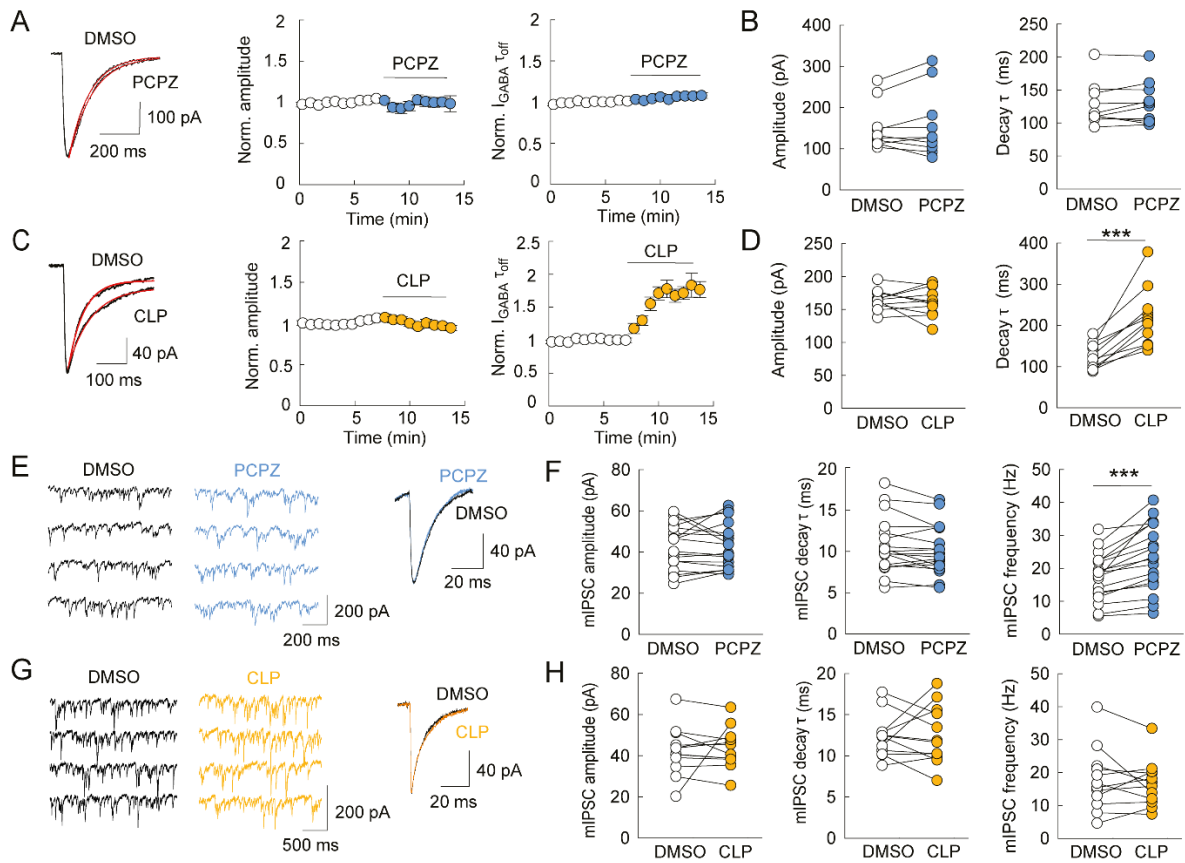 A
DMSO
PCPZ
100 pA
200 ms
Norm. amplitude
2
1.5
1
0.5
0
PCPZ
0 5 10 15
Time (min)
Norm. I_GABA τ_off
2
1.5
1
0.5
0
PCPZ
0 5 10 15
Time (min)
B
Amplitude (pA)
400
300
200
100
0
DMSO PCPZ
Decay τ (ms)
250
200
150
100
50
0
DMSO PCPZ
C
DMSO
CLP
40 pA
100 ms
Norm. amplitude
2
1.5
1
0.5
0
CLP
0 5 10 15
Time (min)
Norm. I_GABA τ_off
2.5
2
1.5
1
0.5
0
CLP
0 5 10 15
Time (min)
D
Amplitude (pA)
250
200
150
100
50
0
DMSO CLP
Decay τ (ms)
400
300
200
100
0
***
DMSO CLP
E
DMSO
PCPZ
200 pA
200 ms
PCPZ
DMSO
40 pA
20 ms
F
mIPSC amplitude (pA)
80
60
40
20
0
DMSO PCPZ
mIPSC decay τ (ms)
20
15
10
5
0
DMSO PCPZ
mIPSC frequency (Hz)
50
40
30
20
10
0
***
DMSO PCPZ
G
DMSO
CLP
200 pA
500 ms
DMSO
CLP
40 pA
20 ms
H
mIPSC amplitude (pA)
80
60
40
20
0
DMSO CLP
mIPSC decay τ (ms)
20
15
10
5
0
DMSO CLP
mIPSC frequency (Hz)
50
40
30
20
10
0
DMSO CLP